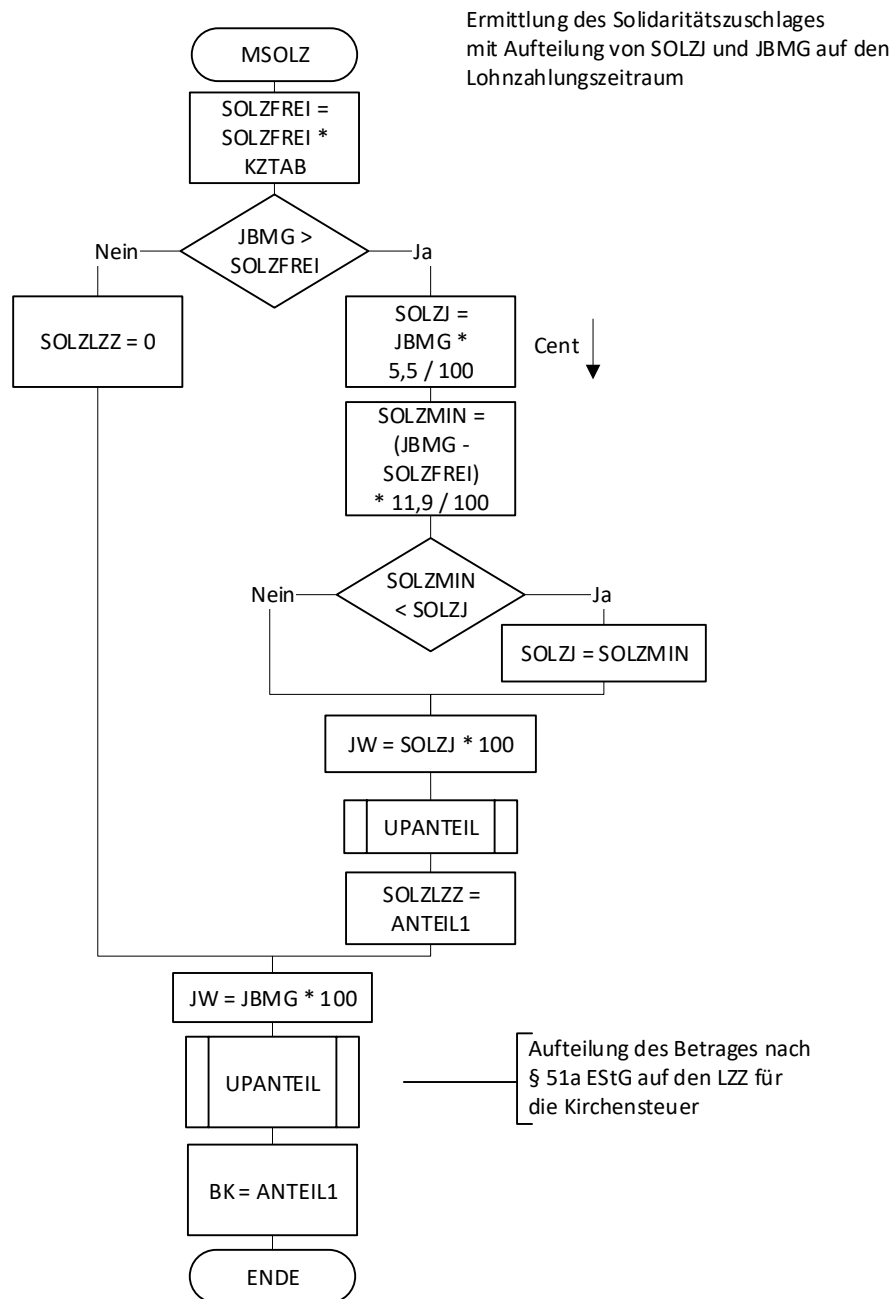 Ermittlung des Solidaritätszuschlages
mit Aufteilung von SOLZJ und JBMG auf den
Lohnzahlungszeitraum
MSOLZ
SOLZFREI =
SOLZFREI *
KZTAB
Nein
JBMG >
SOLZFREI
Ja
SOLZLZZ = 0
SOLZJ =
JBMG *
5,5 / 100
Cent
SOLZMIN =
(JBMG -
SOLZFREI)
* 11,9 / 100
Nein
SOLZMIN
< SOLZJ
Ja
SOLZJ = SOLZMIN
JW = SOLZJ * 100
UPANTEIL
SOLZLZZ =
ANTEIL1
JW = JBMG * 100
UPANTEIL
Aufteilung des Betrages nach
§ 51a EStG auf den LZZ für
die Kirchensteuer
BK = ANTEIL1
ENDE